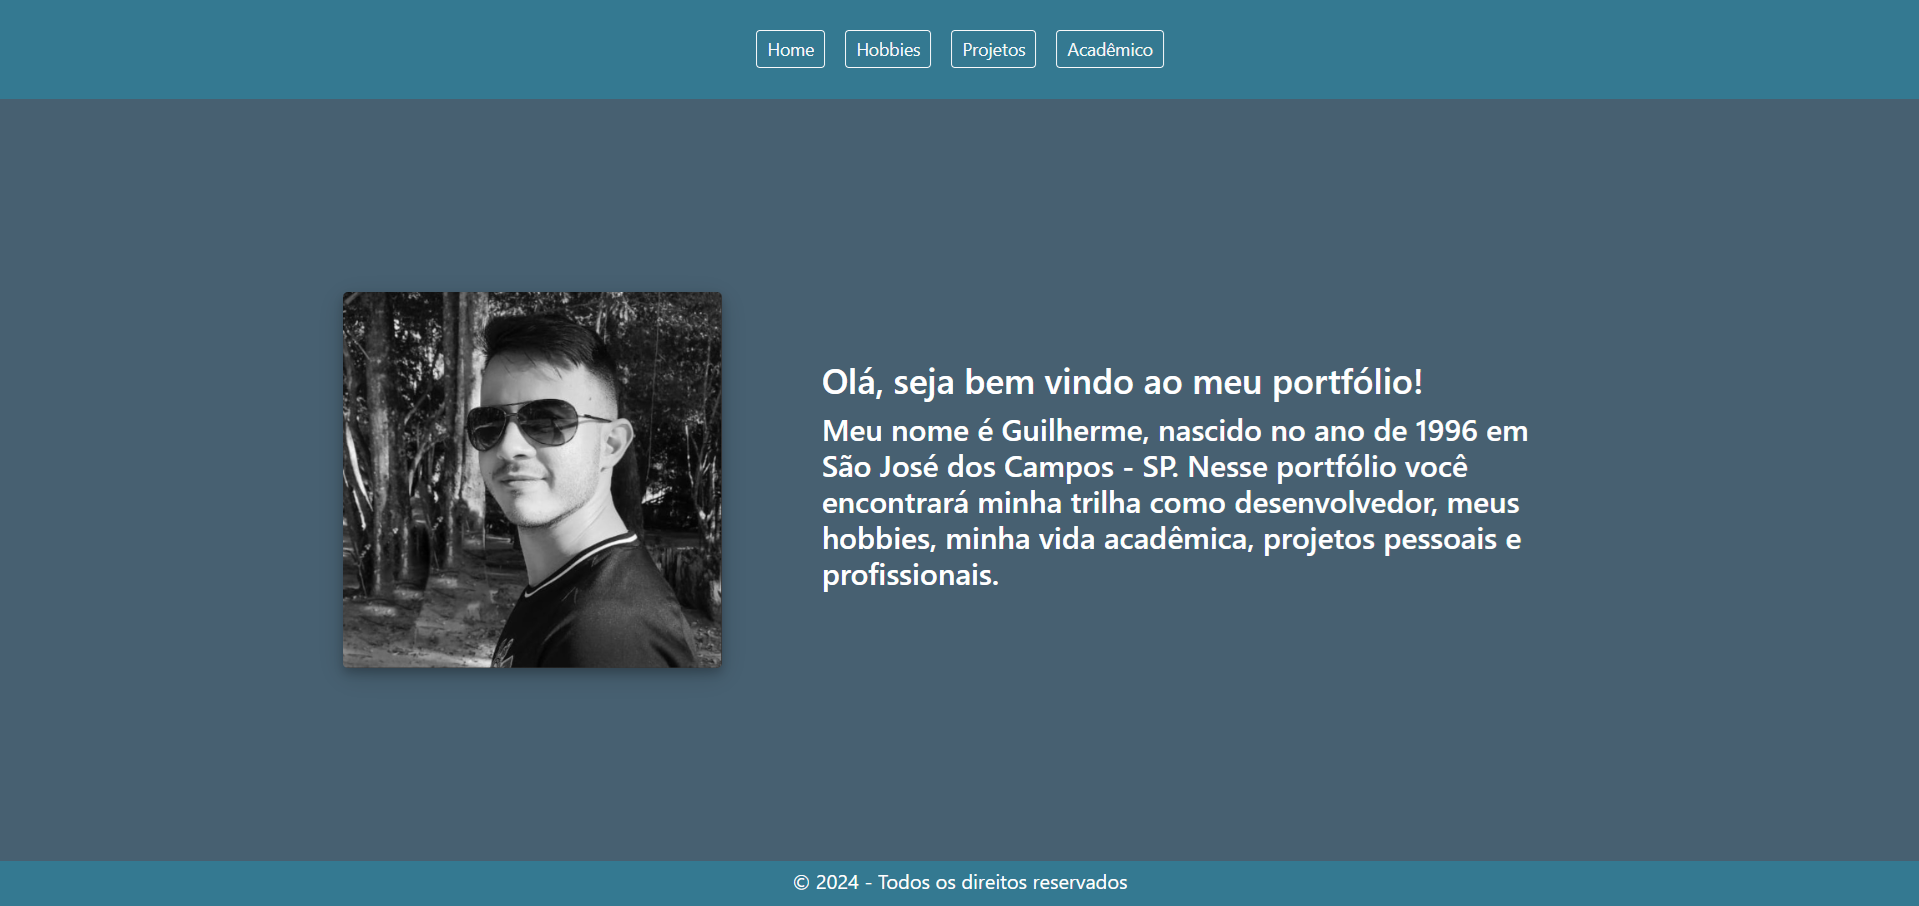 Home Hobbies Projetos Acadêmico
Olá, seja bem vindo ao meu portfólio!
Meu nome é Guilherme, nascido no ano de 1996 em
São José dos Campos - SP. Nesse portfólio você
encontrará minha trilha como desenvolvedor, meus
hobbies, minha vida acadêmica, projetos pessoais e
profissionais.
© 2024 - Todos os direitos reservados